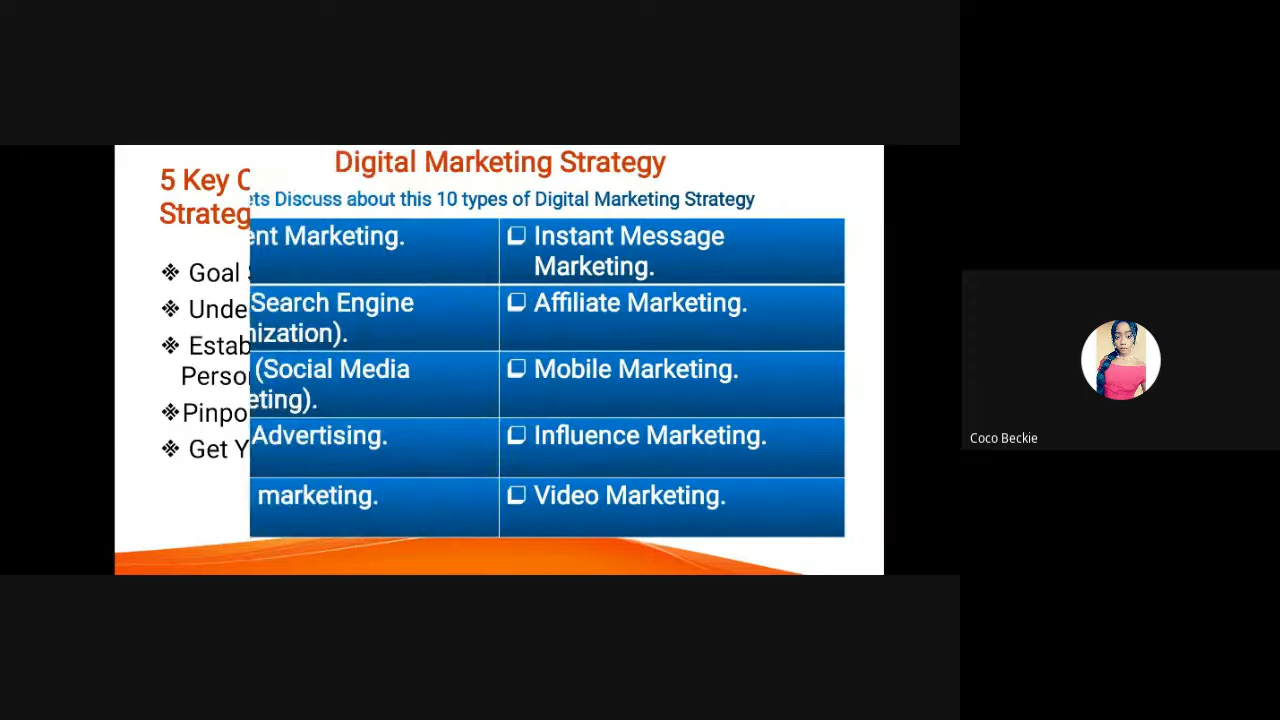 Digital Marketing Strategy
5 Key
ets Discuss about this 10 types of Digital Marketing Strategy
Strateg
Goal
Unde
Estab
Perso
Pinpo
Get Y
ent Marketing.
Instant Message
Marketing.
Search Engine
Affiliate Marketing.
nization).
(Social Media
Mobile Marketing.
eting).
Advertising.
Influence Marketing.
marketing.
Video Marketing.
Coco Beckie